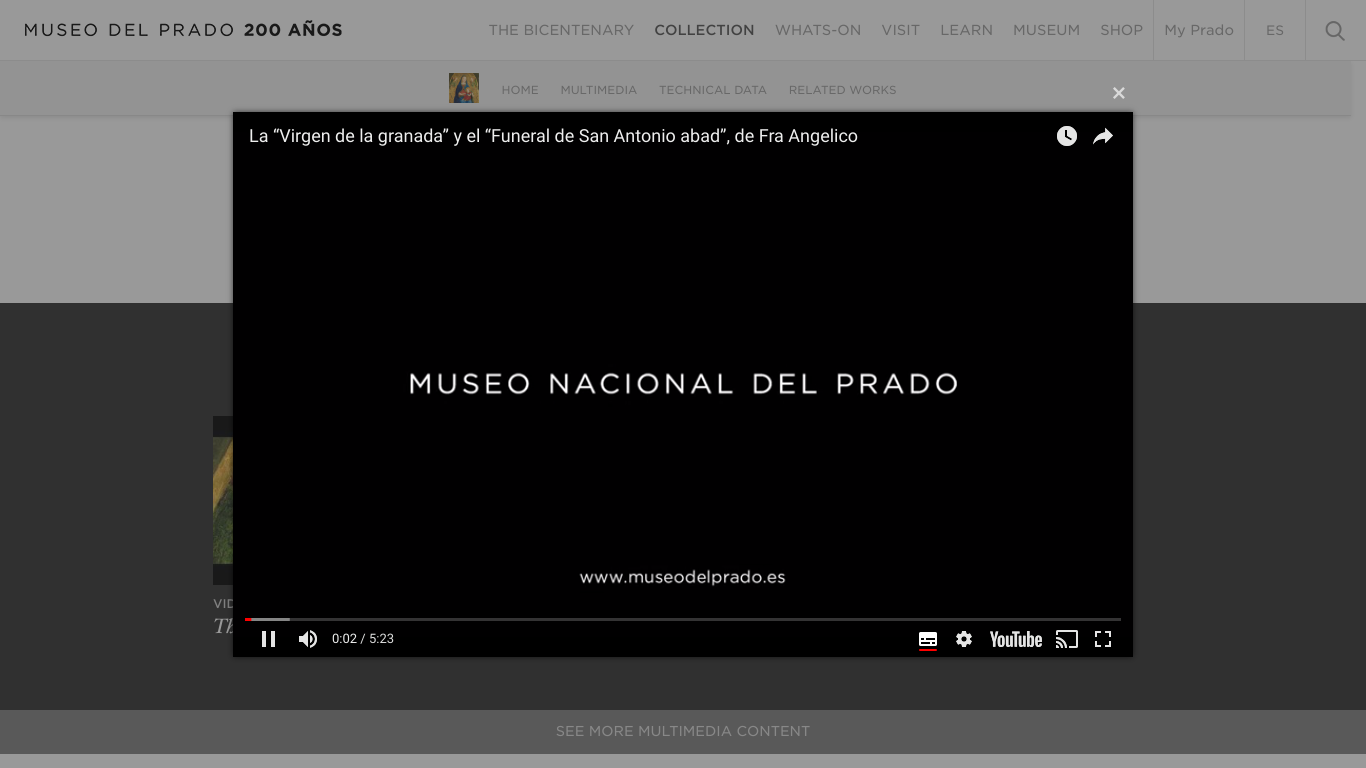 MUSEO DEL PRADO 200 AÑOS
THE BICENTENARY COLLECTION WHATS-ON VISIT LEARN MUSEUM SHOP My Prado ES
HOME MULTIMEDIA TECHNICAL DATA RELATED WORKS
La “Virgen de la granada” y el “Funeral de San Antonio abad”, de Fra Angelico
MUSEO NACIONAL DEL PRADO
www.museodelprado.es
VID
Th
0:02 / 5:23 YouTube
SEE MORE MULTIMEDIA CONTENT